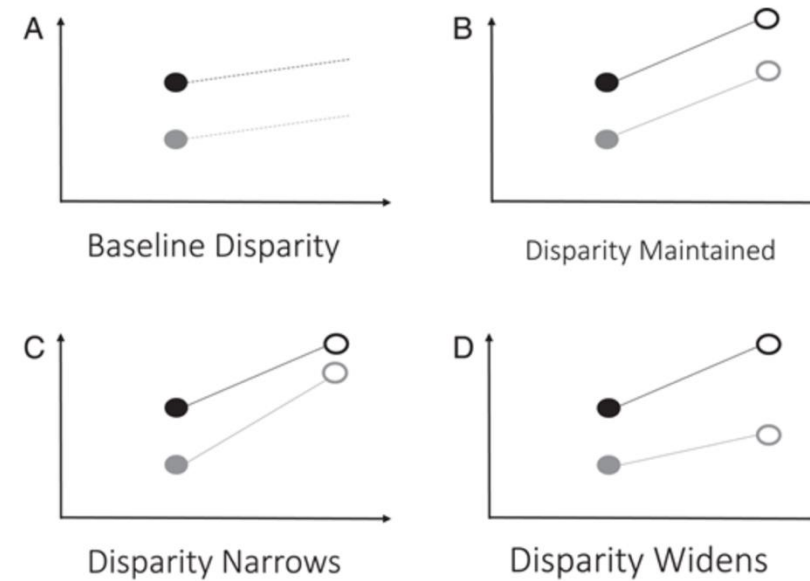 A
B
Baseline Disparity
Disparity Maintained
C
D
Disparity Narrows
Disparity Widens